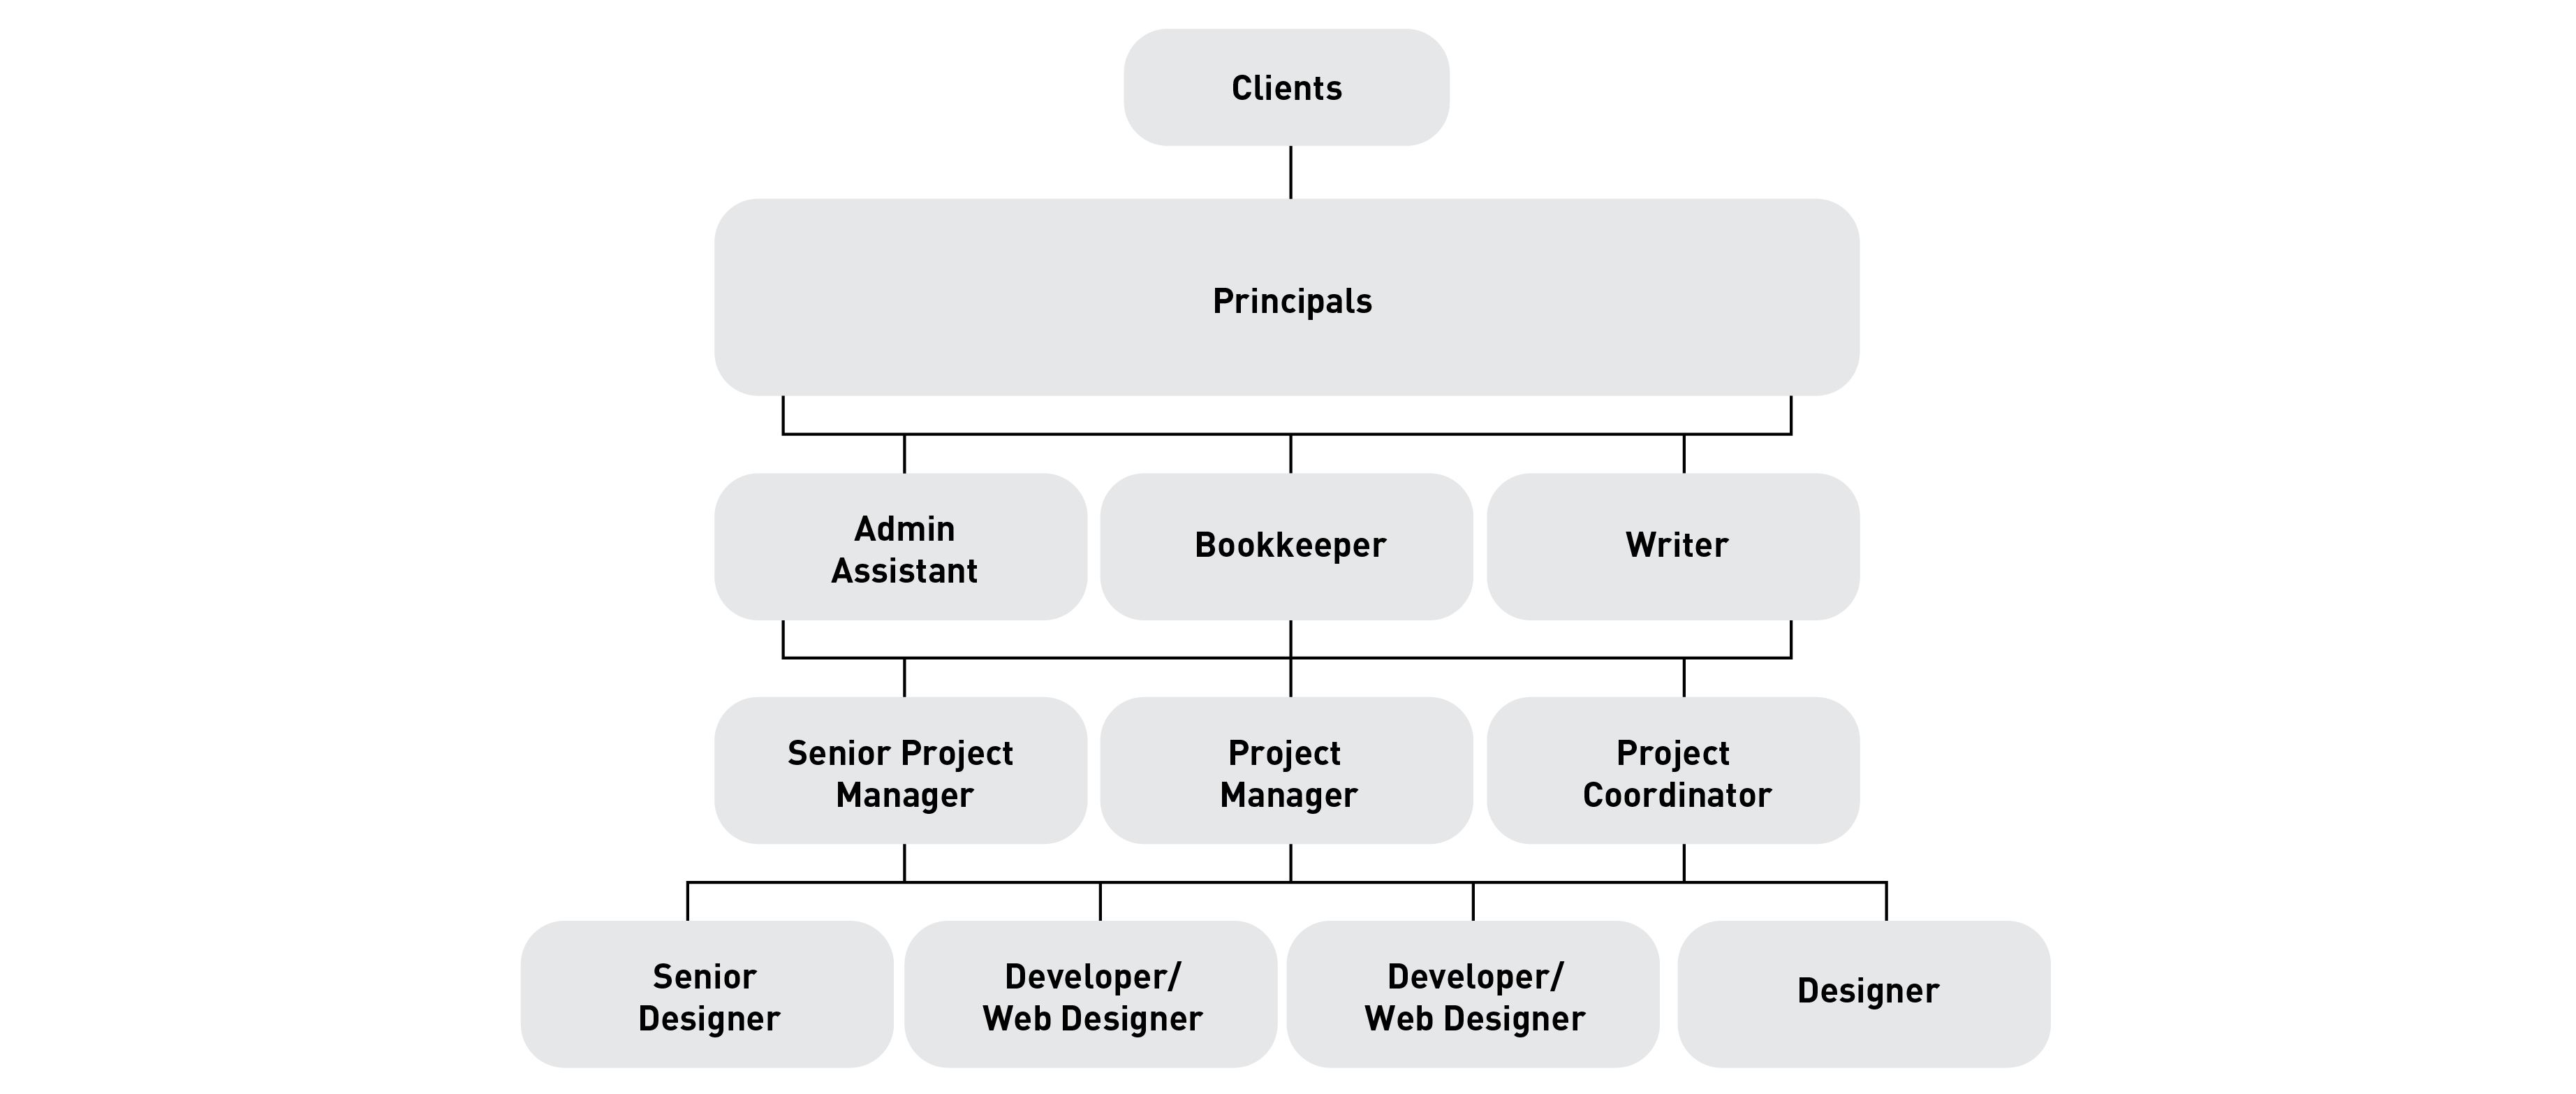 Clients
Principals
Admin
Assistant
Bookkeeper
Writer
Senior Project
Manager
Project
Manager
Project
Coordinator
Senior
Designer
Developer/
Web Designer
Developer/
Web Designer
Designer